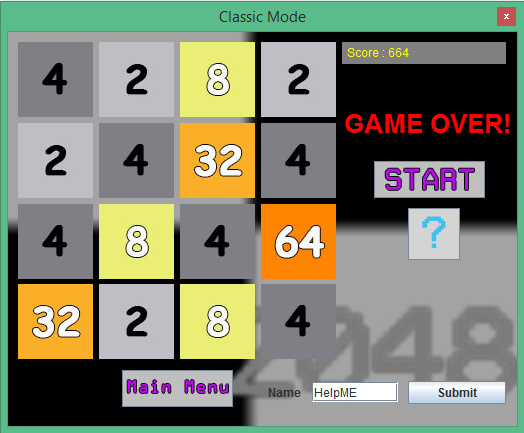 Classic Mode
x
Score : 664
4 2 8 2
GAME OVER!
2 4 32 4
START
4 8 4 64
?
32 2 8 4
2048
Main Menu
Name HelpME Submit